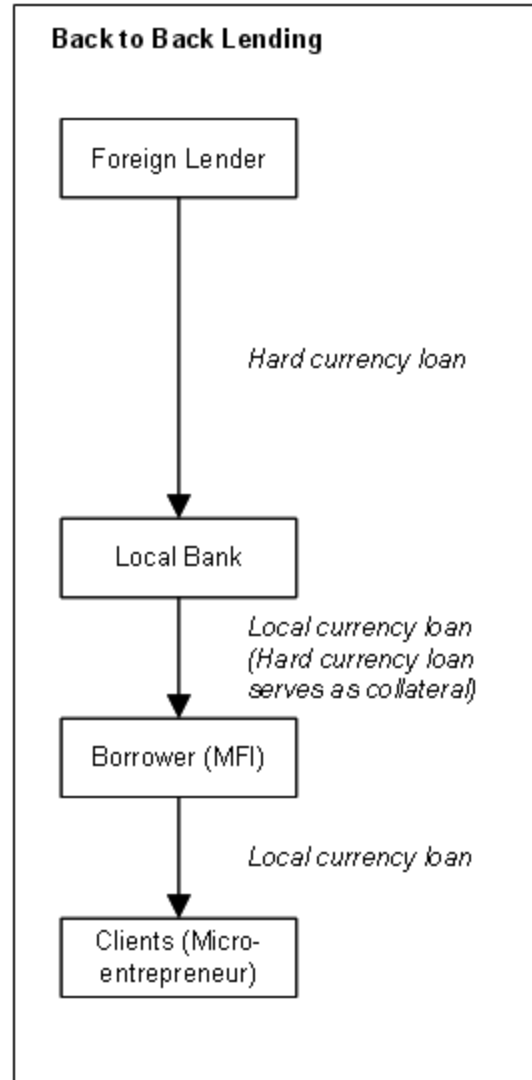 Back to Back Lending
Foreign Lender
Hard currency loan
Local Bank
Local currency loan
(Hard currency loan
serves as collateral)
Borrower (MFI)
Local currency loan
Clients (Micro-
entrepreneur)